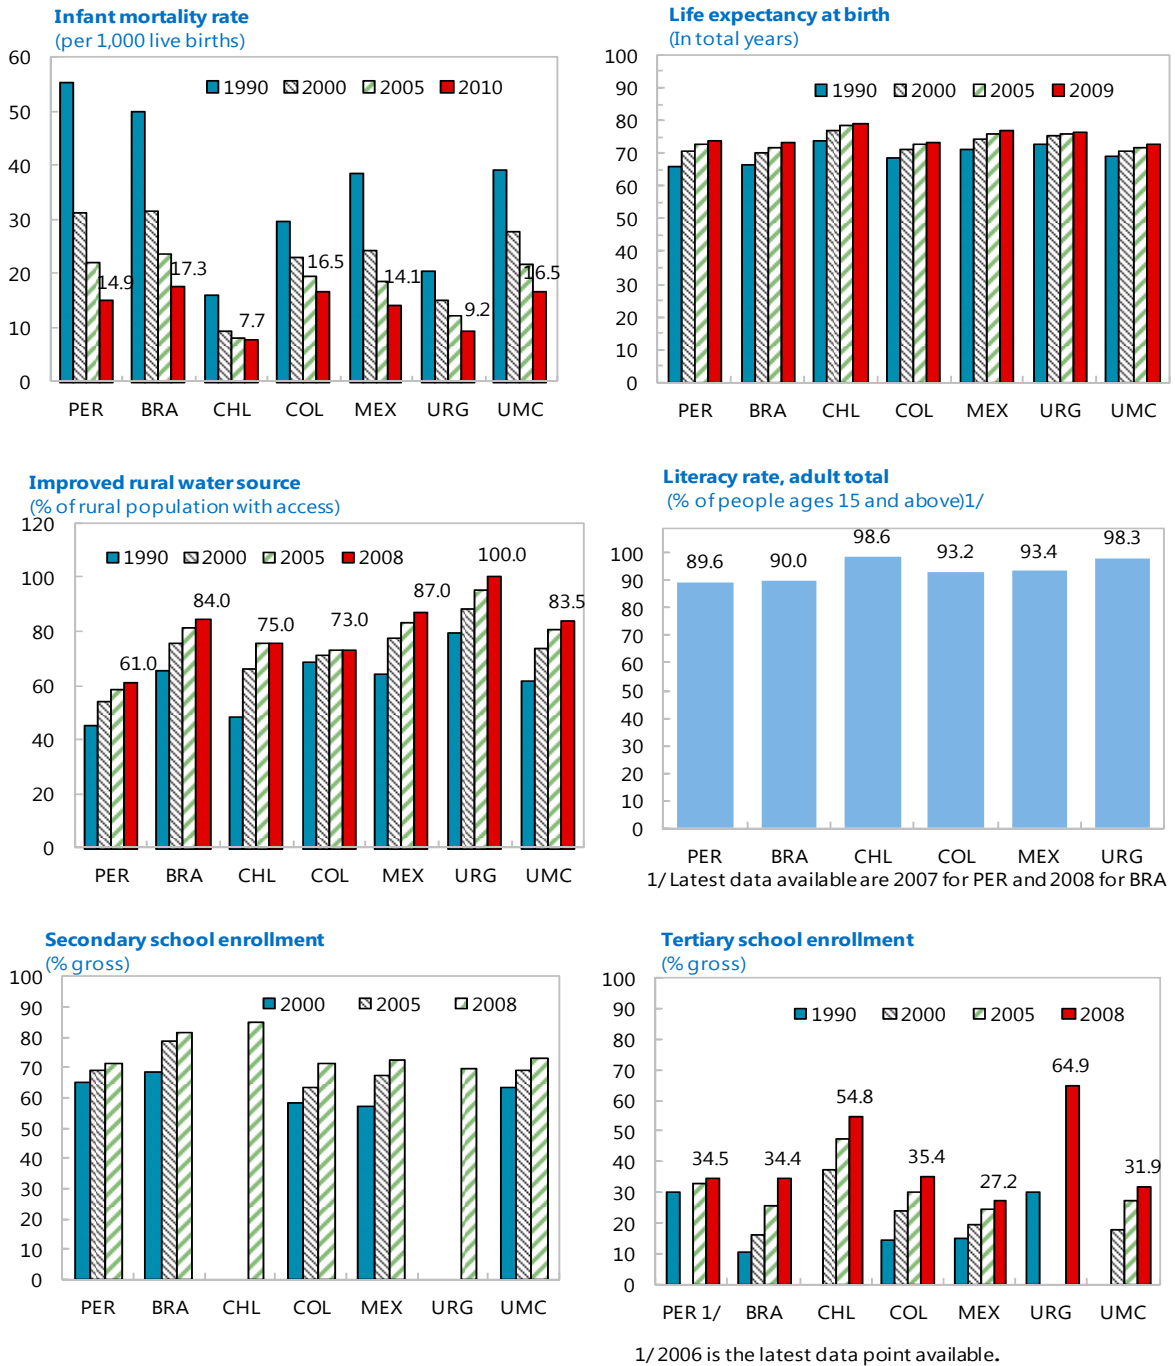 Infant mortality rate
(per 1,000 live births)
60
50
40
30
20
10
0
1990 2000 2005 2010
14.9 17.3 7.7 16.5 14.1 9.2 16.5
PER BRA CHL COL MEX URG UMC
Life expectancy at birth
(In total years)
100
90
80
70
60
50
40
30
20
10
0
1990 2000 2005 2009
PER BRA CHL COL MEX URG UMC
Improved rural water source
(% of rural population with access)
120
100
80
60
40
20
0
1990 2000 2005 2008
61.0 84.0 75.0 73.0 87.0 100.0 83.5
PER BRA CHL COL MEX URG UMC
Literacy rate, adult total
(% of people ages 15 and above)1/
100
90
80
70
60
50
40
30
20
10
0
89.6 90.0 98.6 93.2 93.4 98.3
PER BRA CHL COL MEX URG
1/ Latest data available are 2007 for PER and 2008 for BRA
Secondary school enrollment
(% gross)
100
90
80
70
60
50
40
30
20
10
0
2000 2005 2008
PER BRA CHL COL MEX URG UMC
Tertiary school enrollment
(% gross)
100
90
80
70
60
50
40
30
20
10
0
1990 2000 2005 2008
34.5 34.4 54.8 35.4 27.2 64.9 31.9
PER 1/ BRA CHL COL MEX URG UMC
1/ 2006 is the latest data point available.